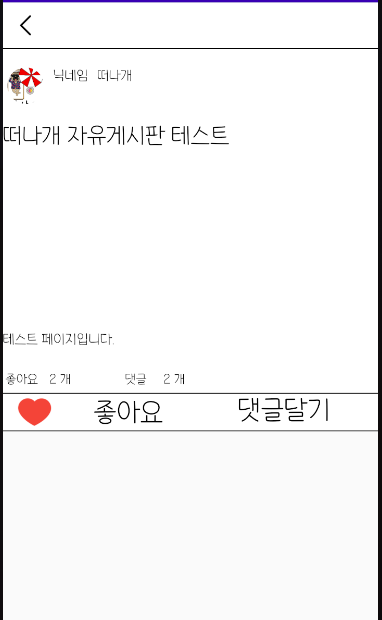 닉네임 떠나개
떠나개 자유게시판 테스트
테스트 페이지입니다.
좋아요 2 개 댓글 2 개
좋아요 댓글달기